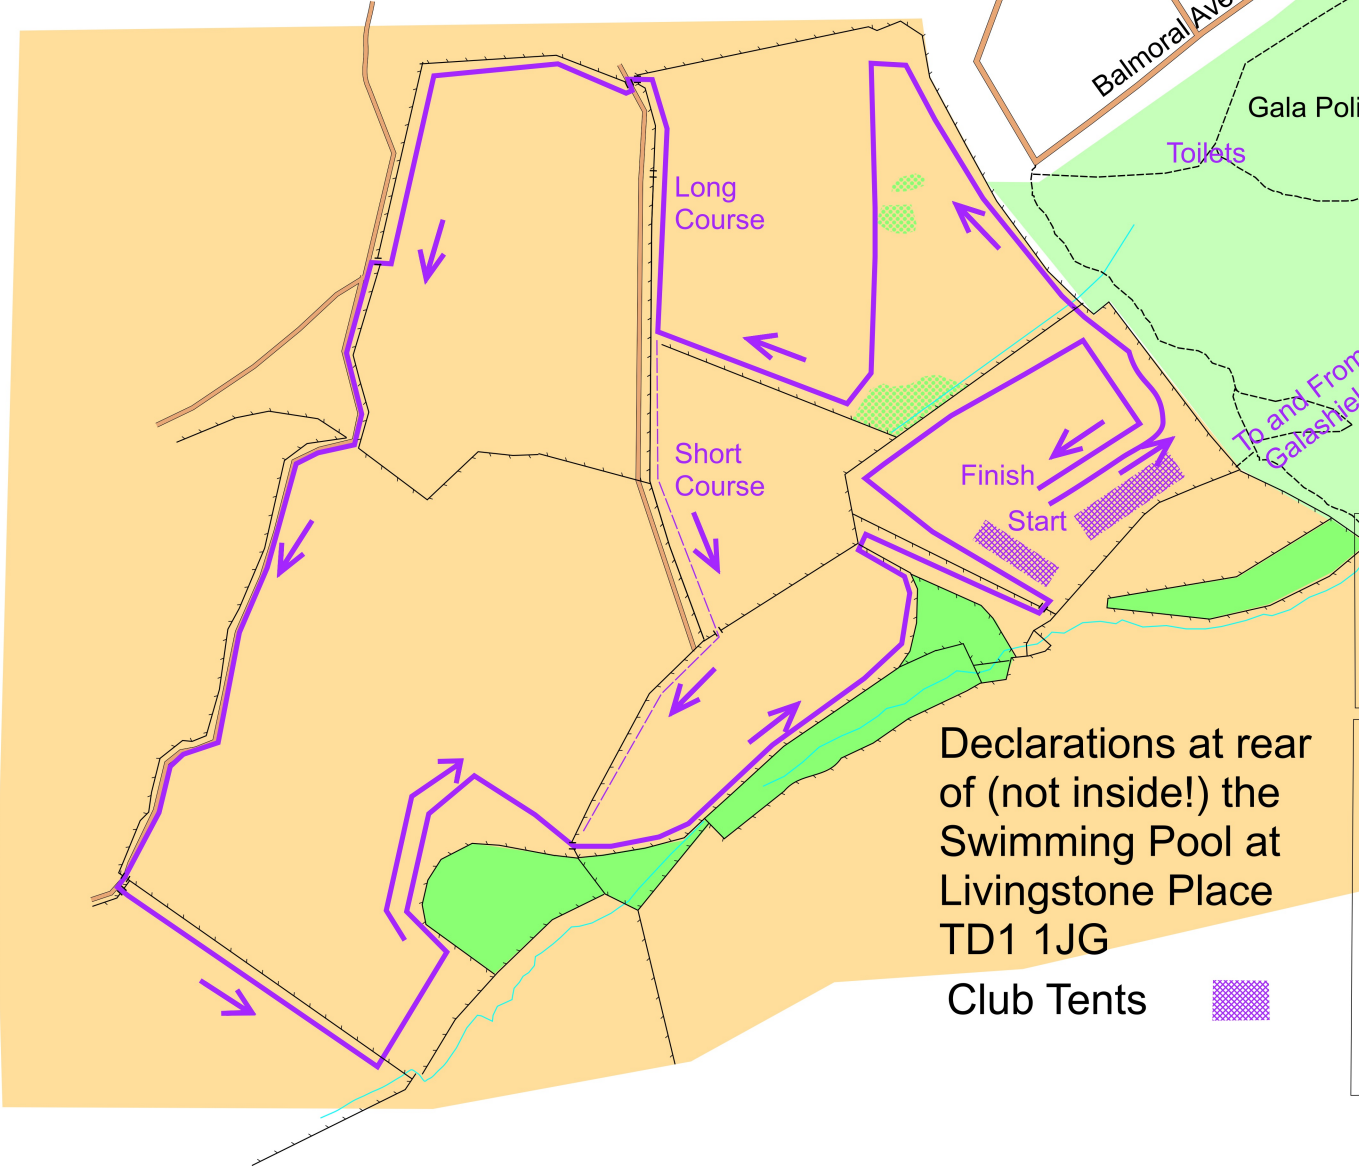 Balmoral Ave
Gala Poli
Toilets
Long
Course
To and From
Galashiel
Short
Course
Finish
Start
Declarations at rear
of (not inside!) the
Swimming Pool at
Livingstone Place
TD1 1JG
Club Tents